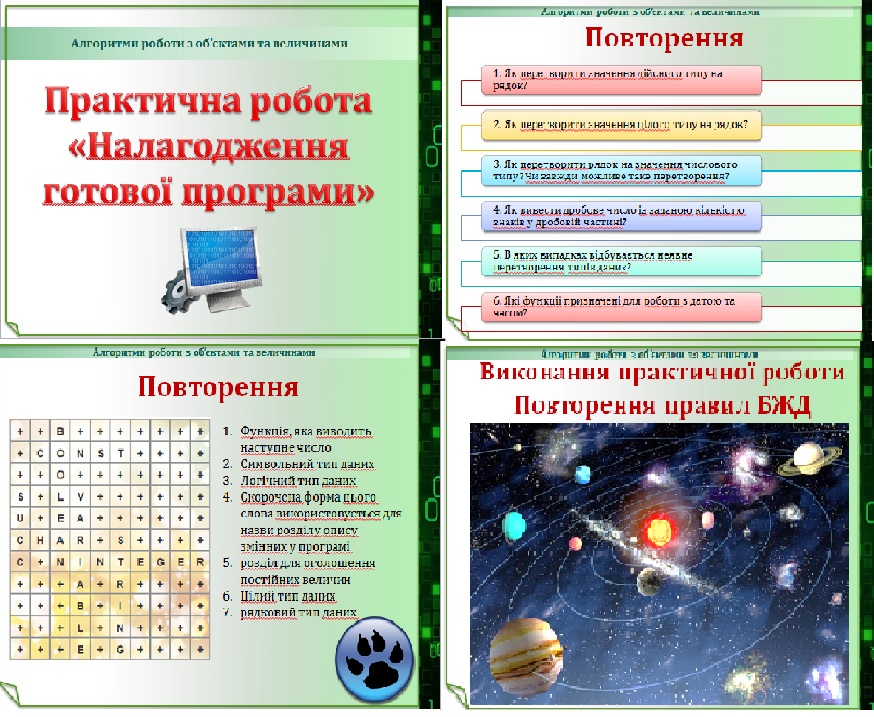 Алгоритми роботи з об'єктами та величинами
Практична робота
«Налагодження
готової програми»
Алгоритми роботи з об'єктами та величинами
Повторення
1. Як перетворити значення дійсного типу на
рядок?
2. Як перетворити значення цілого типу на рядок?
3. Як перетворити рядок на значення числового
типу? Чи завжди можливе таке перетворення?
4. Як вивести дробове число із заданою кількістю
знаків у дробовій частині?
5. В яких випадках відбувається неявне
перетворення типів даних?
6. Які функції призначені для роботи з датою та
часом?
Алгоритми роботи з об'єктами та величинами
Повторення
+ + B + + + + + + +
+ C O N S T + + + +
+ + O + + + + + + +
S + L V + + + + + +
U + E A + + + + + +
C H A R + S + + + +
C + N I N T E G E R
+ + + A + R + + + +
+ + + B + I + + + +
+ + + L + N + + + +
+ + + E + G + + + +
1. Функція, яка виводить
наступне число
2. Символьний тип даних
3. Логічний тип даних
4. Скорочена форма цього
слова використовується для
назви розділу опису
змінних у програмі
5. розділ для оголошення
постійних величин
6. Цілий тип даних
7. рядковий тип даних
Алгоритми роботи з об'єктами та величинами
Виконання практичної роботи
Повторення правил БЖД